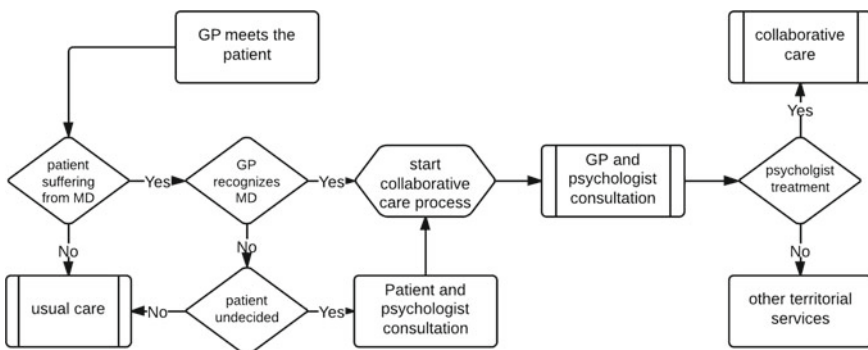 GP meets the
patient
collaborative
care
Yes
patient
suffering
from MD
Yes
GP
recognizes
MD
Yes
start
collaborative
care process
GP and
psychologist
consultation
psycholgist
treatment
No
No
No
usual care
No
patient
undecided
Yes
Patient and
psychologist
consultation
other territorial
services